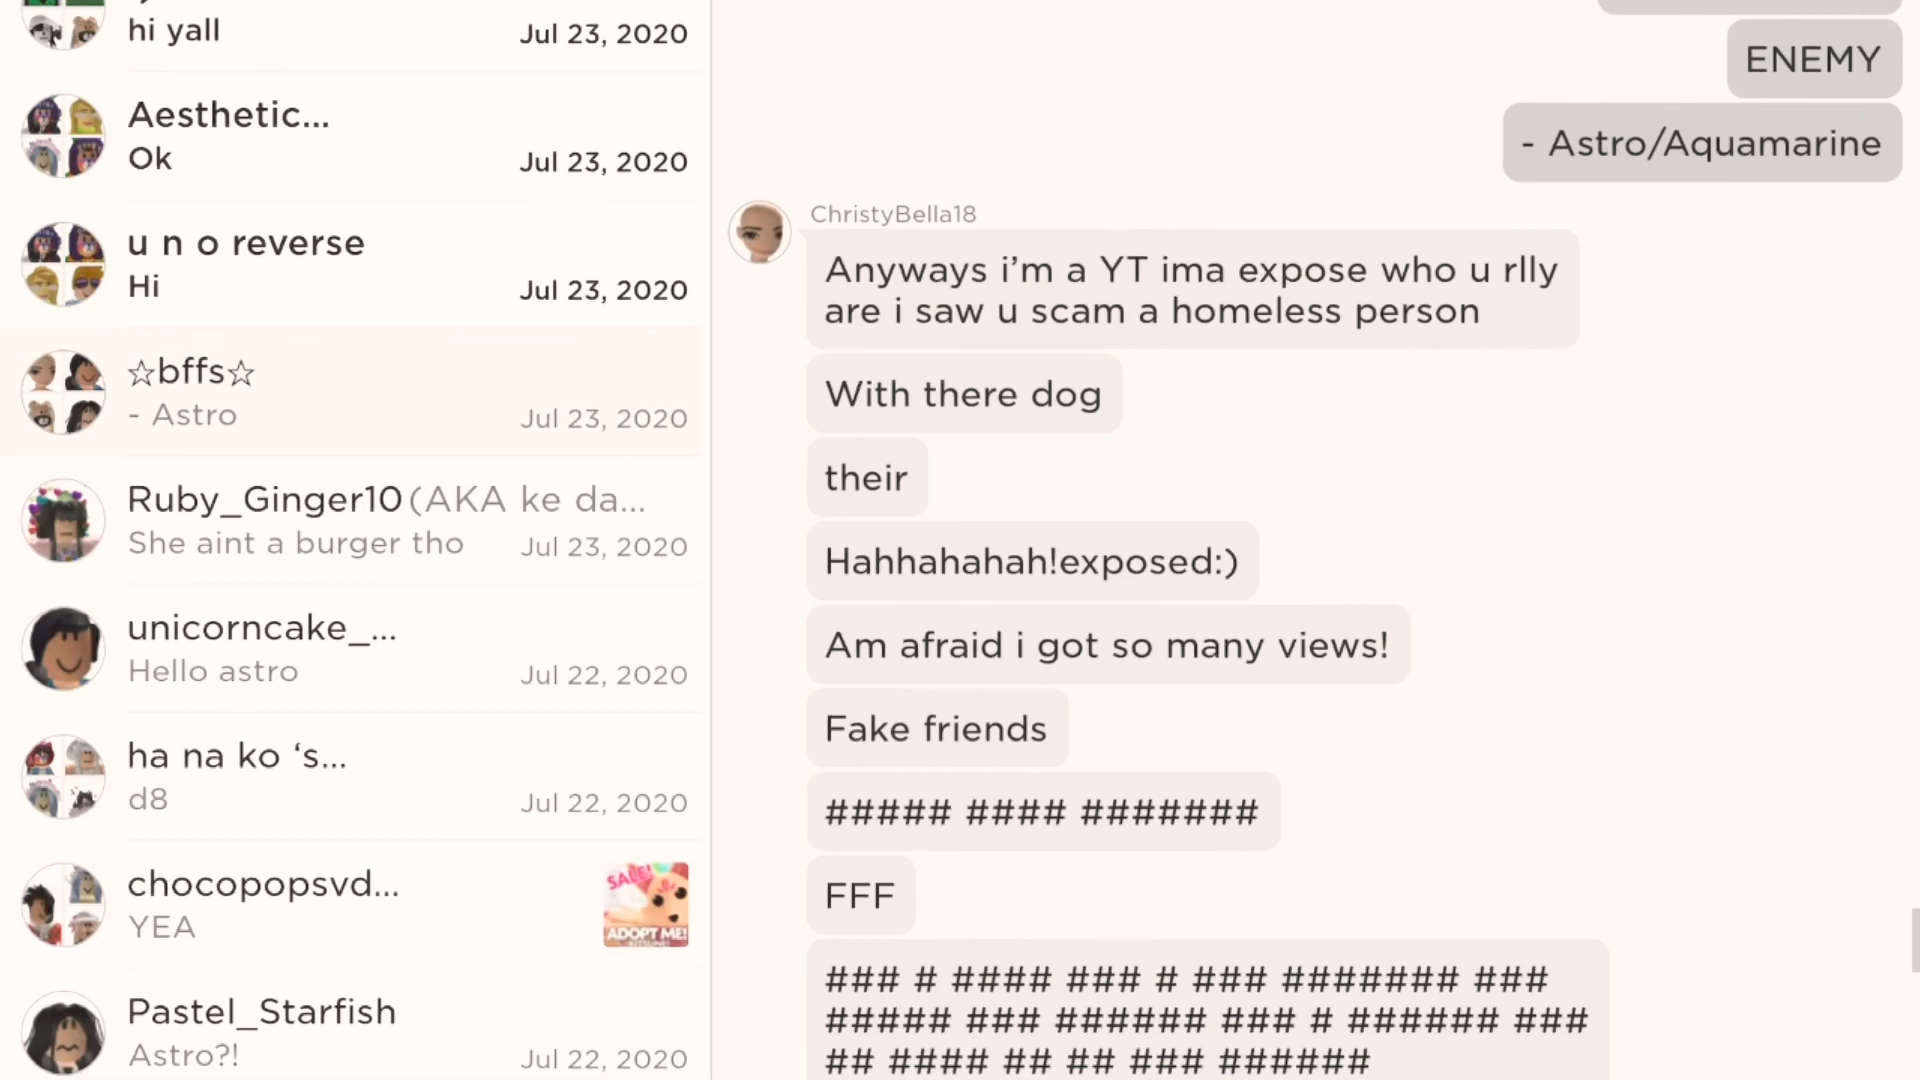 hi yall
Jul 23, 2020
Aesthetic...
Ok
Jul 23, 2020
u n o reverse
Hi
Jul 23, 2020
☆bffs☆
- Astro
Jul 23, 2020
Ruby_Ginger10(AKA ke da...
She aint a burger tho
Jul 23, 2020
unicorncake_...
Hello astro
Jul 22, 2020
ha na ko ‘s...
d8
Jul 22, 2020
chocopopsvd...
YEA
SALE!
ADOPT ME!
Pastel_Starfish
Astro?!
Jul 22, 2020
ENEMY
- Astro/Aquamarine
ChristyBella18
Anyways i’m a YT ima expose who u rlly
are i saw u scam a homeless person
With there dog
their
Hahhahahah!exposed:)
Am afraid i got so many views!
Fake friends
##### #### #######
FFF
### # #### ### # ### ####### ###
##### ### ###### ### # ###### ###
## #### ## ## ### ######